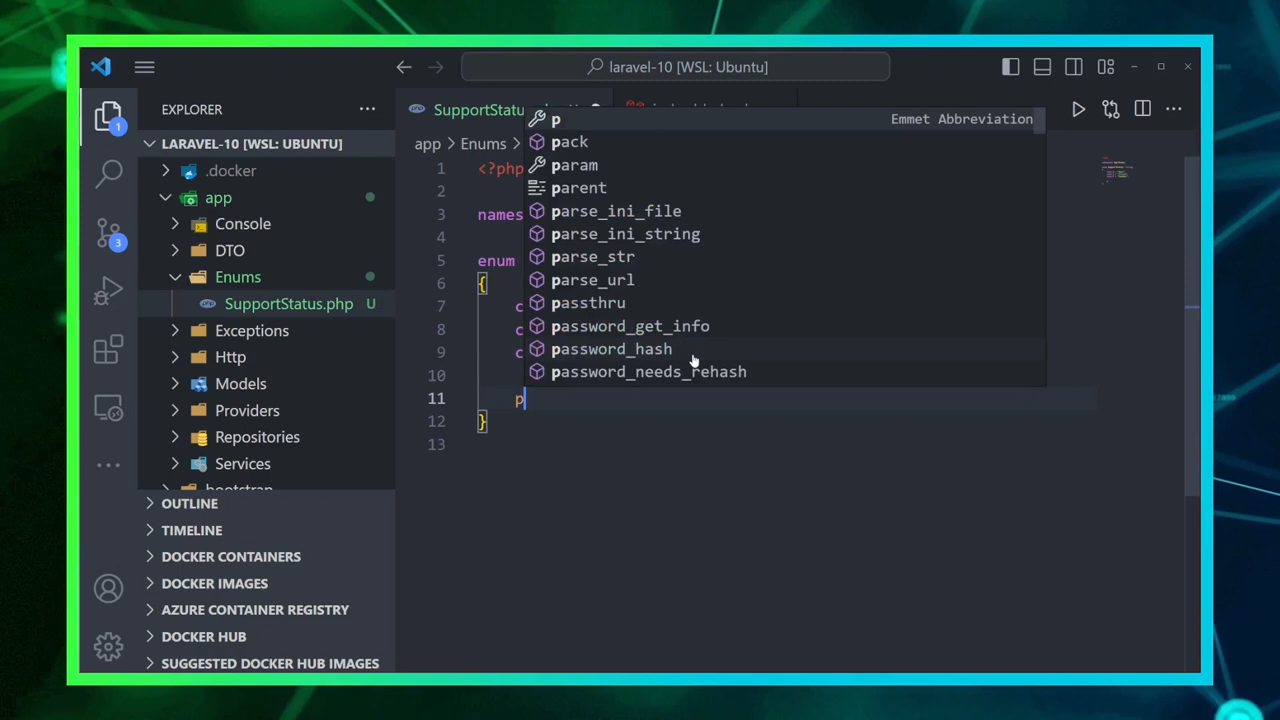 laravel-10 [WSL: Ubuntu]
EXPLORER
1
3
LARAVEL-10 [WSL: UBUNTU]
.docker
app
Console
DTO
Enums
SupportStatus.php U
Exceptions
Http
Models
Providers
Repositories
Services
OUTLINE
TIMELINE
DOCKER CONTAINERS
DOCKER IMAGES
AZURE CONTAINER REGISTRY
DOCKER HUB
SUGGESTED DOCKER HUB IMAGES
SupportStatu
app > Enums >
1 <?php
2
3 names
4
5 enum
6 {
7 c
8 c
9 c
10
11 p
12 }
13
p Emmet Abbreviation
pack
param
parent
parse_ini_file
parse_ini_string
parse_str
parse_url
passthru
password_get_info
password_hash
password_needs_rehash